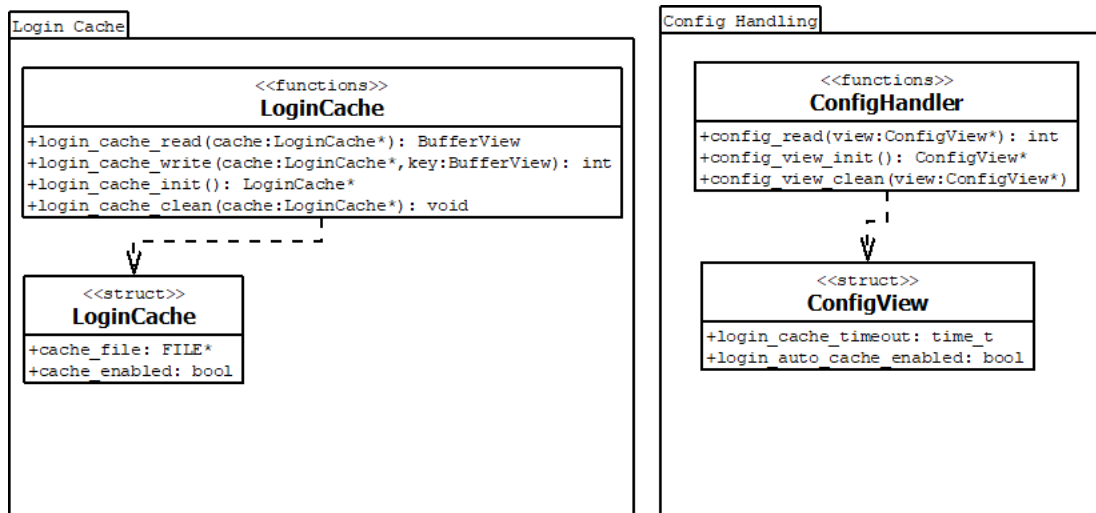 Login Cache
<<functions>>
LoginCache
+login_cache_read(cache:LoginCache*): BufferView
+login_cache_write(cache:LoginCache*,key:BufferView): int
+login_cache_init(): LoginCache*
+login_cache_clean(cache:LoginCache*): void
<<struct>>
LoginCache
+cache_file: FILE*
+cache_enabled: bool
Config Handling
<<functions>>
ConfigHandler
+config_read(view:ConfigView*): int
+config_view_init(): ConfigView*
+config_view_clean(view:ConfigView*)
<<struct>>
ConfigView
+login_cache_timeout: time_t
+login_auto_cache_enabled: bool